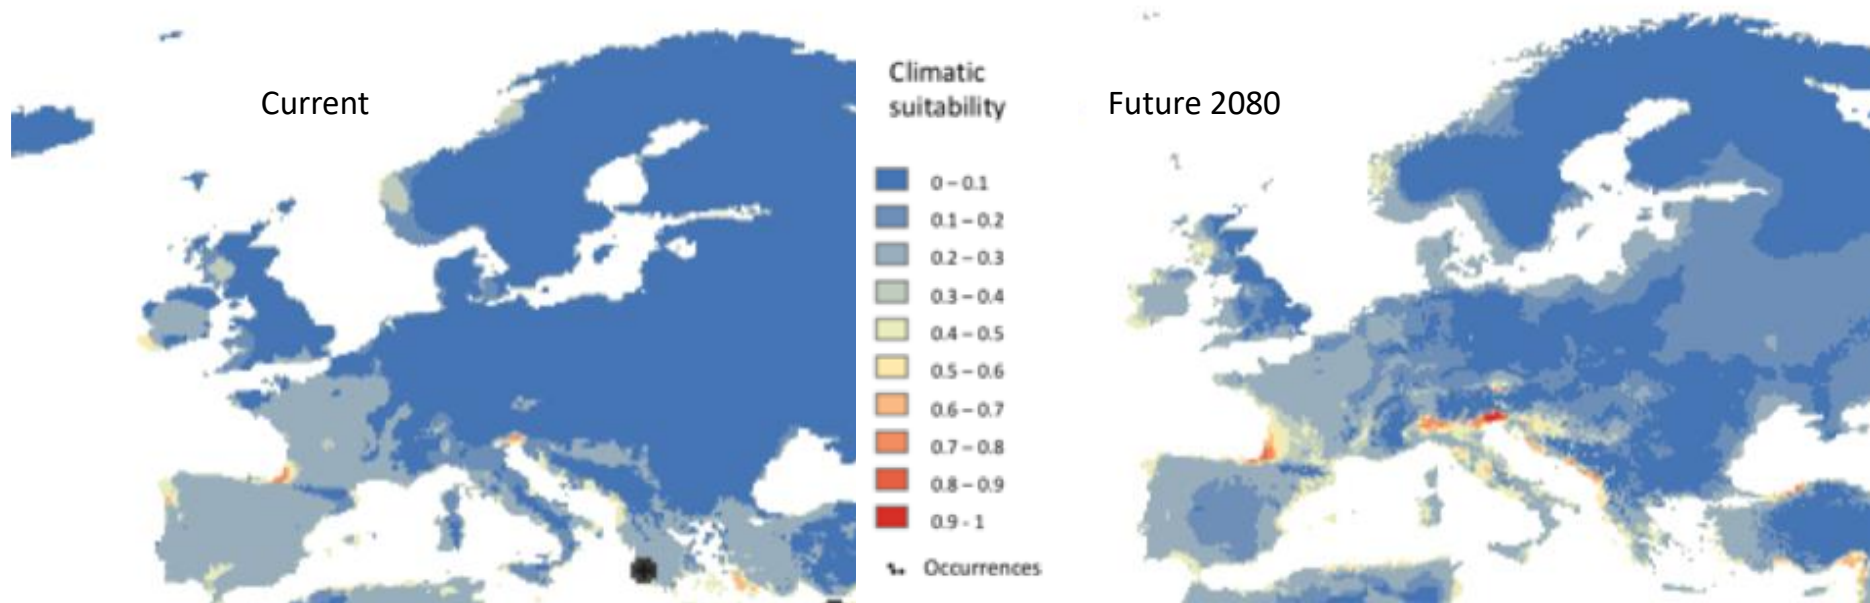 Current
Climatic
suitability
0 – 0.1
0.1 – 0.2
0.2 – 0.3
0.3 – 0.4
0.4 – 0.5
0.5 – 0.6
0.6 – 0.7
0.7 – 0.8
0.8 – 0.9
0.9 - 1
Occurrences
Future 2080